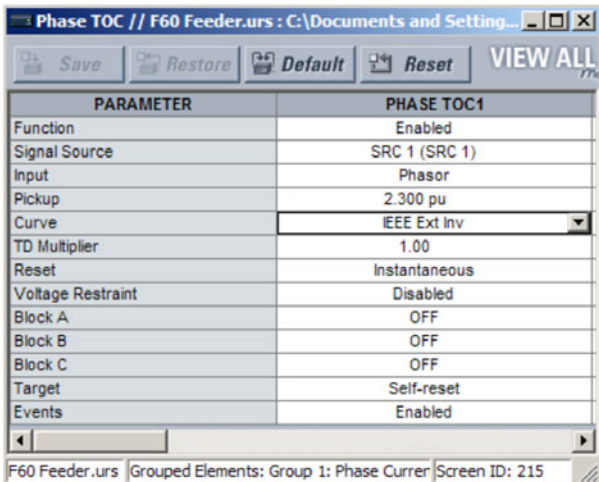 Phase TOC // F60 Feeder.urs : C:\Documents and Setting...
Save Restore Default Reset VIEW ALL
PARAMETER PHASE TOC1
Function Enabled
Signal Source SRC 1 (SRC 1)
Input Phasor
Pickup 2.300 pu
Curve IEEE Ext Inv
TD Multiplier 1.00
Reset Instantaneous
Voltage Restraint Disabled
Block A OFF
Block B OFF
Block C OFF
Target Self-reset
Events Enabled
F60 Feeder.urs Grouped Elements: Group 1: Phase Curren Screen ID: 215